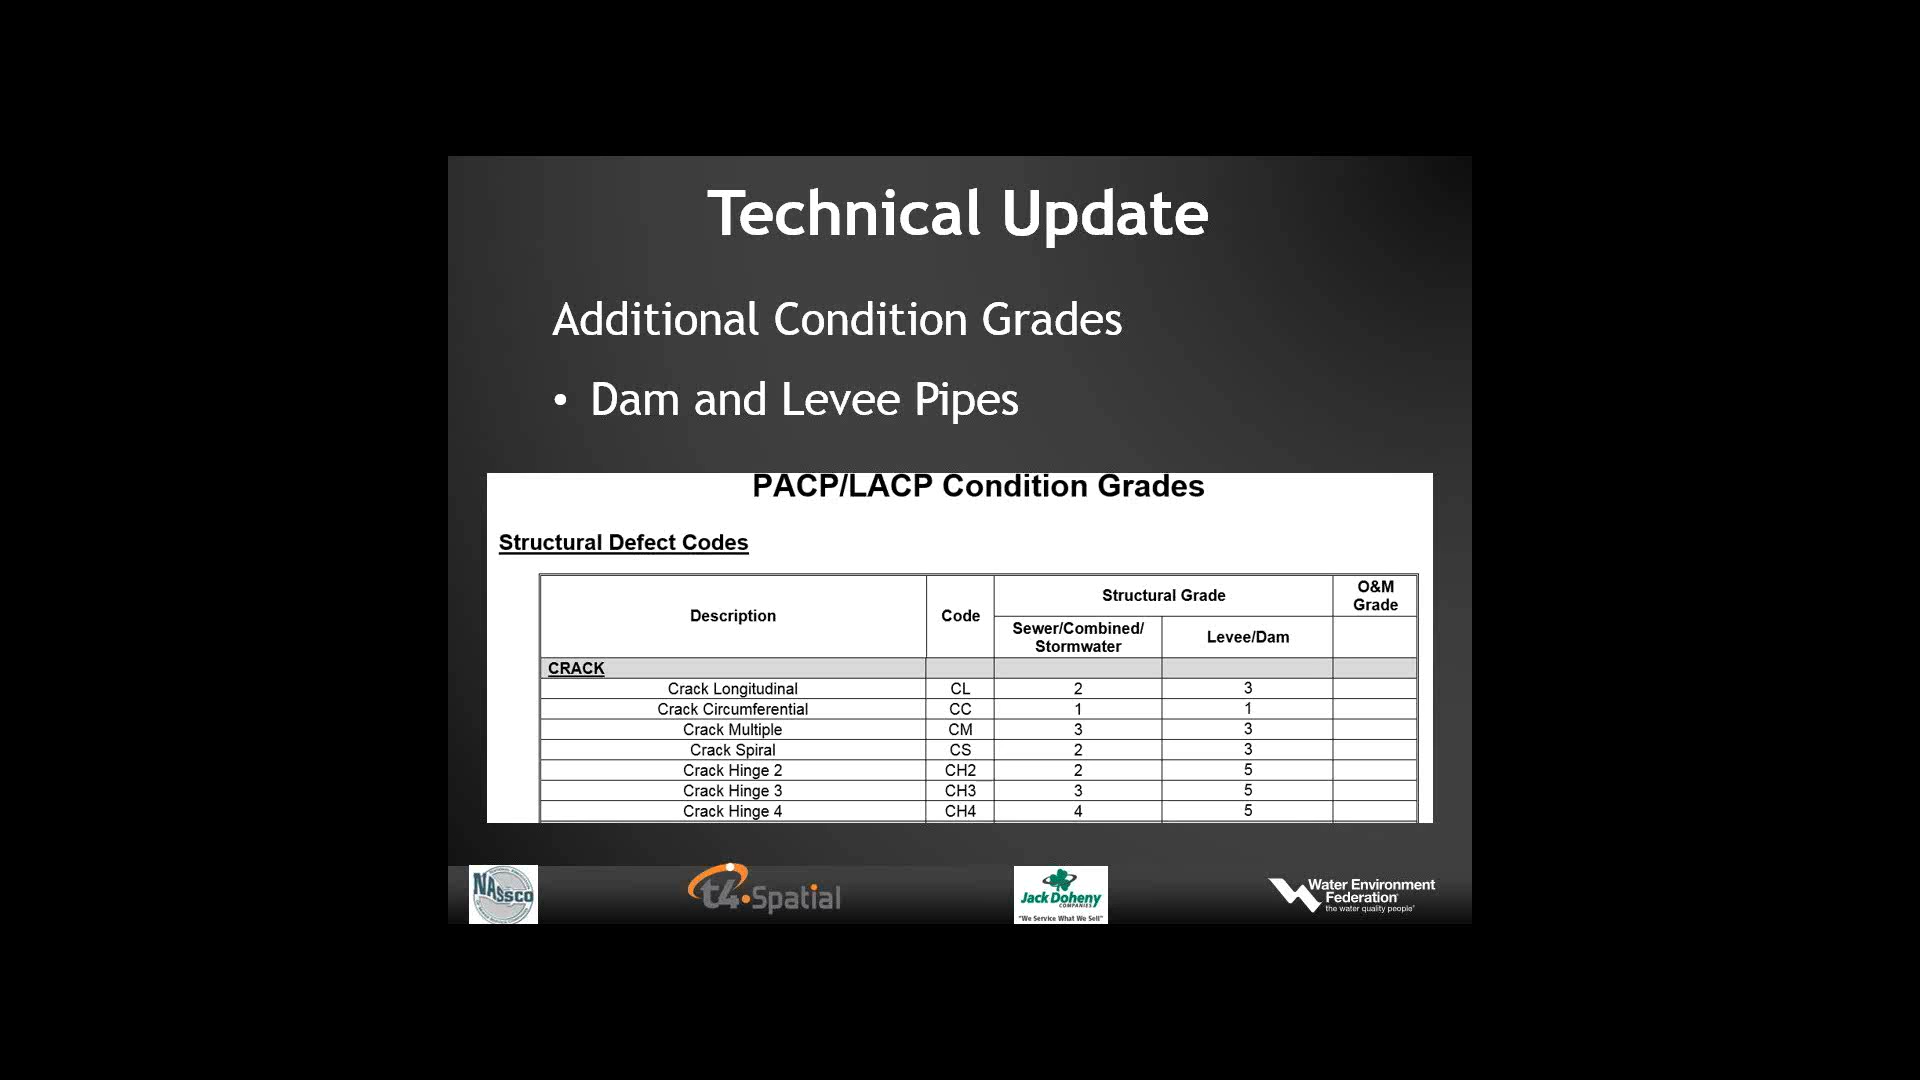 Technical Update
Additional Condition Grades
• Dam and Levee Pipes
PACP/LACP Condition Grades
Structural Defect Codes
Description Code Structural Grade O&M Grade
Sewer/Combined/ Stormwater Levee/Dam
CRACK
Crack Longitudinal CL 2 3
Crack Circumferential CC 1 1
Crack Multiple CM 3 3
Crack Spiral CS 2 3
Crack Hinge 2 CH2 2 5
Crack Hinge 3 CH3 3 5
Crack Hinge 4 CH4 4 5
NASSCO
t4 Spatial
Jack Doheny
COMPANIES
"We Service What We Sell"
Water Environment
Federation
the water quality people